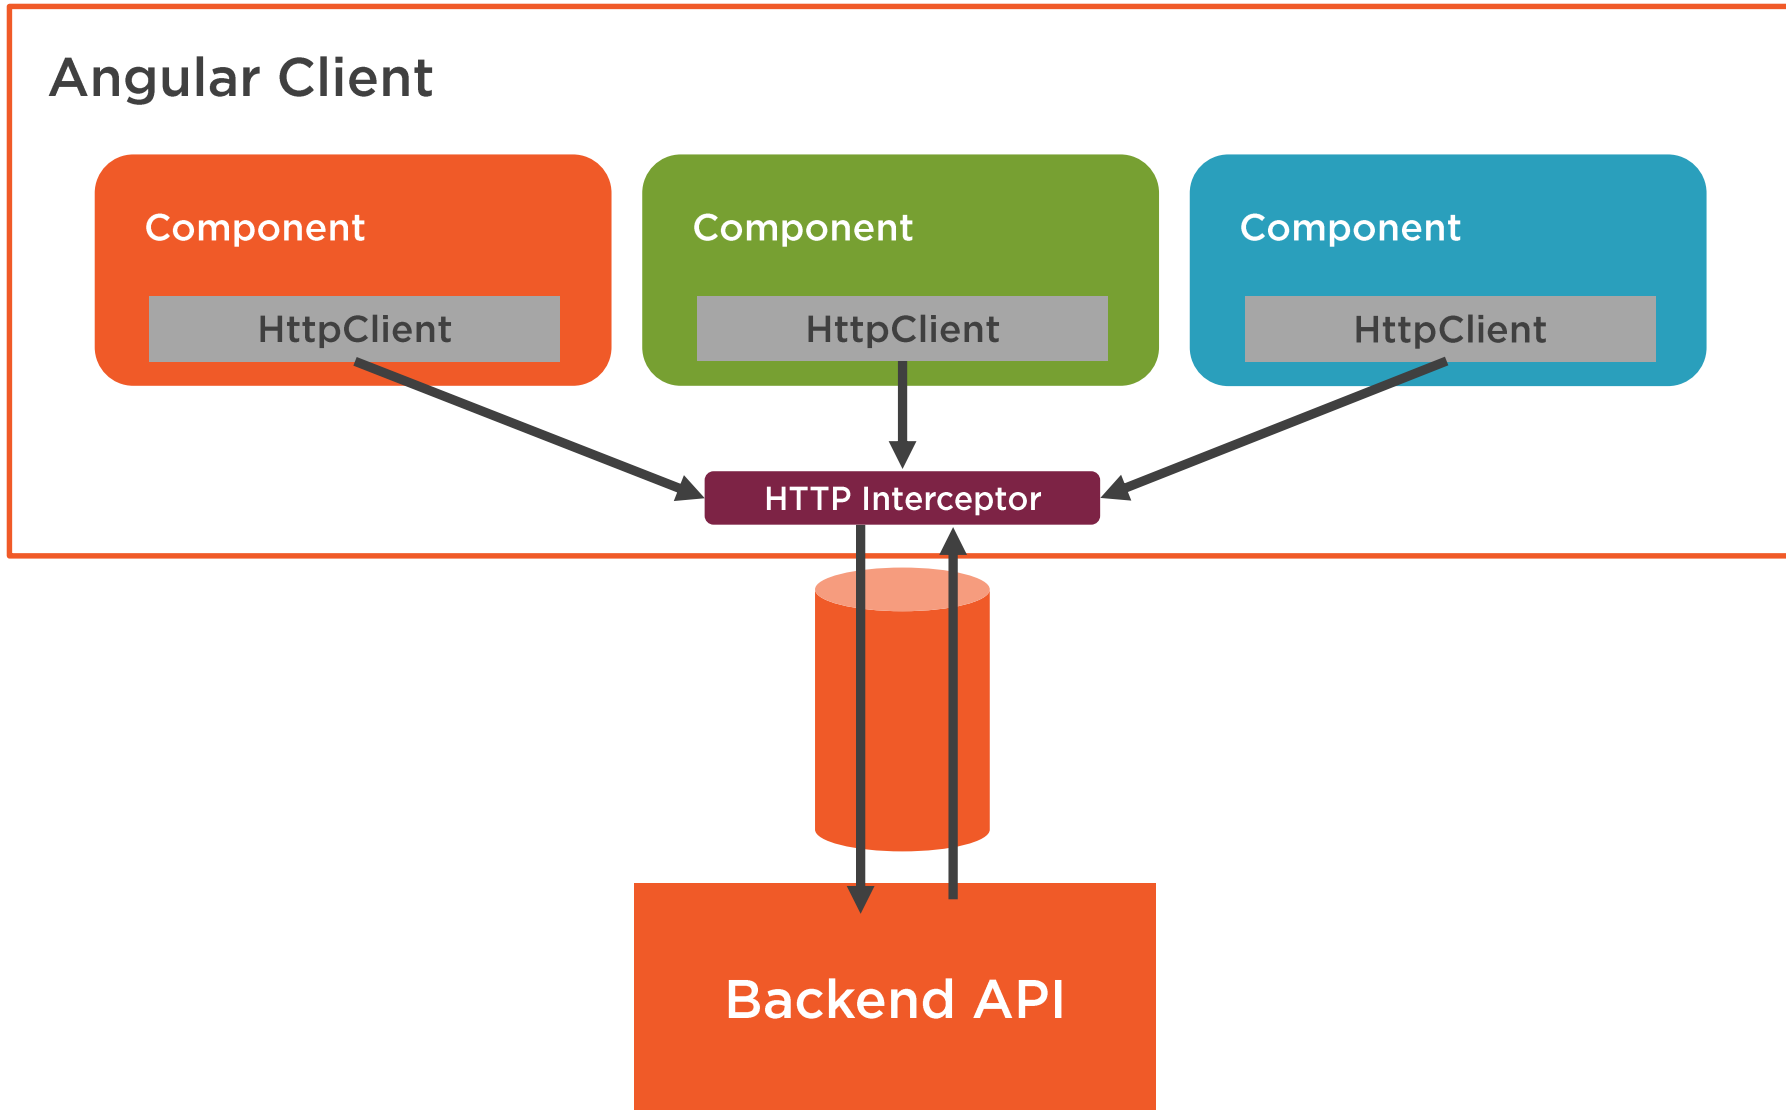 Angular Client
Component
Component
Component
HttpClient
HttpClient
HttpClient
HTTP Interceptor
Backend API